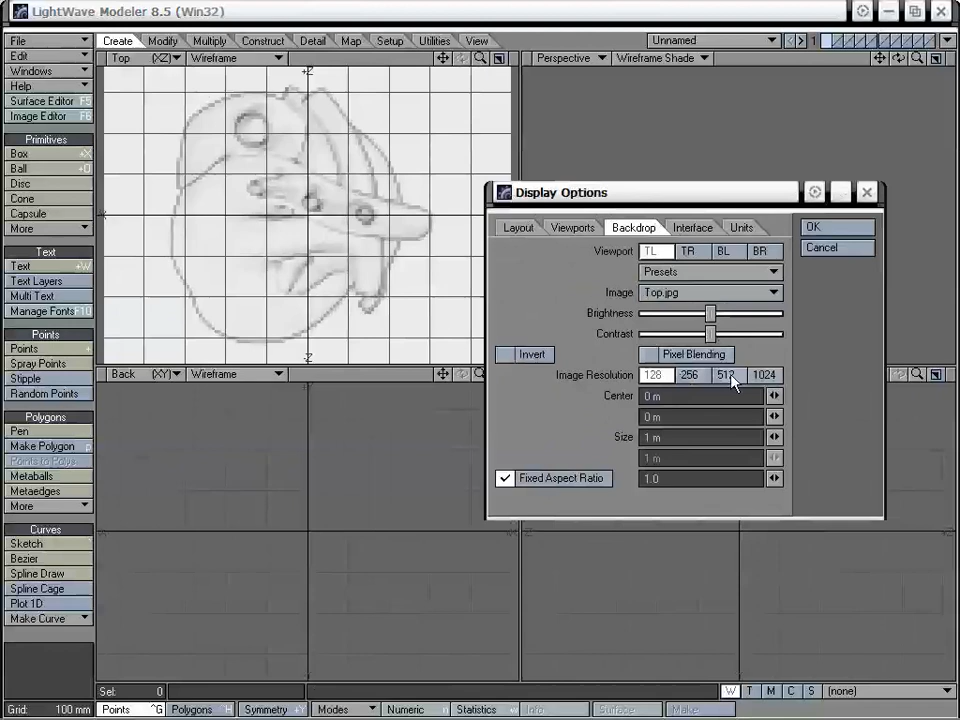 LightWave Modeler 8.5 (Win32)
File
Edit
Windows
Help
Surface Editor F5
Image Editor F6
Create Modify Multiply Construct Detail Map Setup Utilities View
Unnamed
1
Top (XZ) Wireframe
Perspective Wireframe Shade
Primitives
Box +X
Ball +O
Disc
Cone
Capsule
More
Text
Text +W
Text Layers
Multi Text
Manage Fonts F10
Points
Points +
Spray Points
Stipple
Random Points
Polygons
Pen
Make Polygon p
Points to Polys
Metaballs
Metaedges
More
Curves
Sketch
Bezier
Spline Draw
Spline Cage
Plot 1D
Make Curve
+Z
-Z
Back (XY) Wireframe
Display Options
Layout Viewports Backdrop Interface Units
OK
Cancel
Viewport TL TR BL BR
Presets
Image Top.jpg
Brightness
Contrast
Invert Pixel Blending
Image Resolution 128 256 512 1024
Center 0 m
0 m
Size 1 m
1 m
Fixed Aspect Ratio 1.0
Sel: 0
W T M C S (none)
Grid: 100 mm
Points ^G Polygons ^H Symmetry +Y Modes Numeric n Statistics w Info i Surface q Make